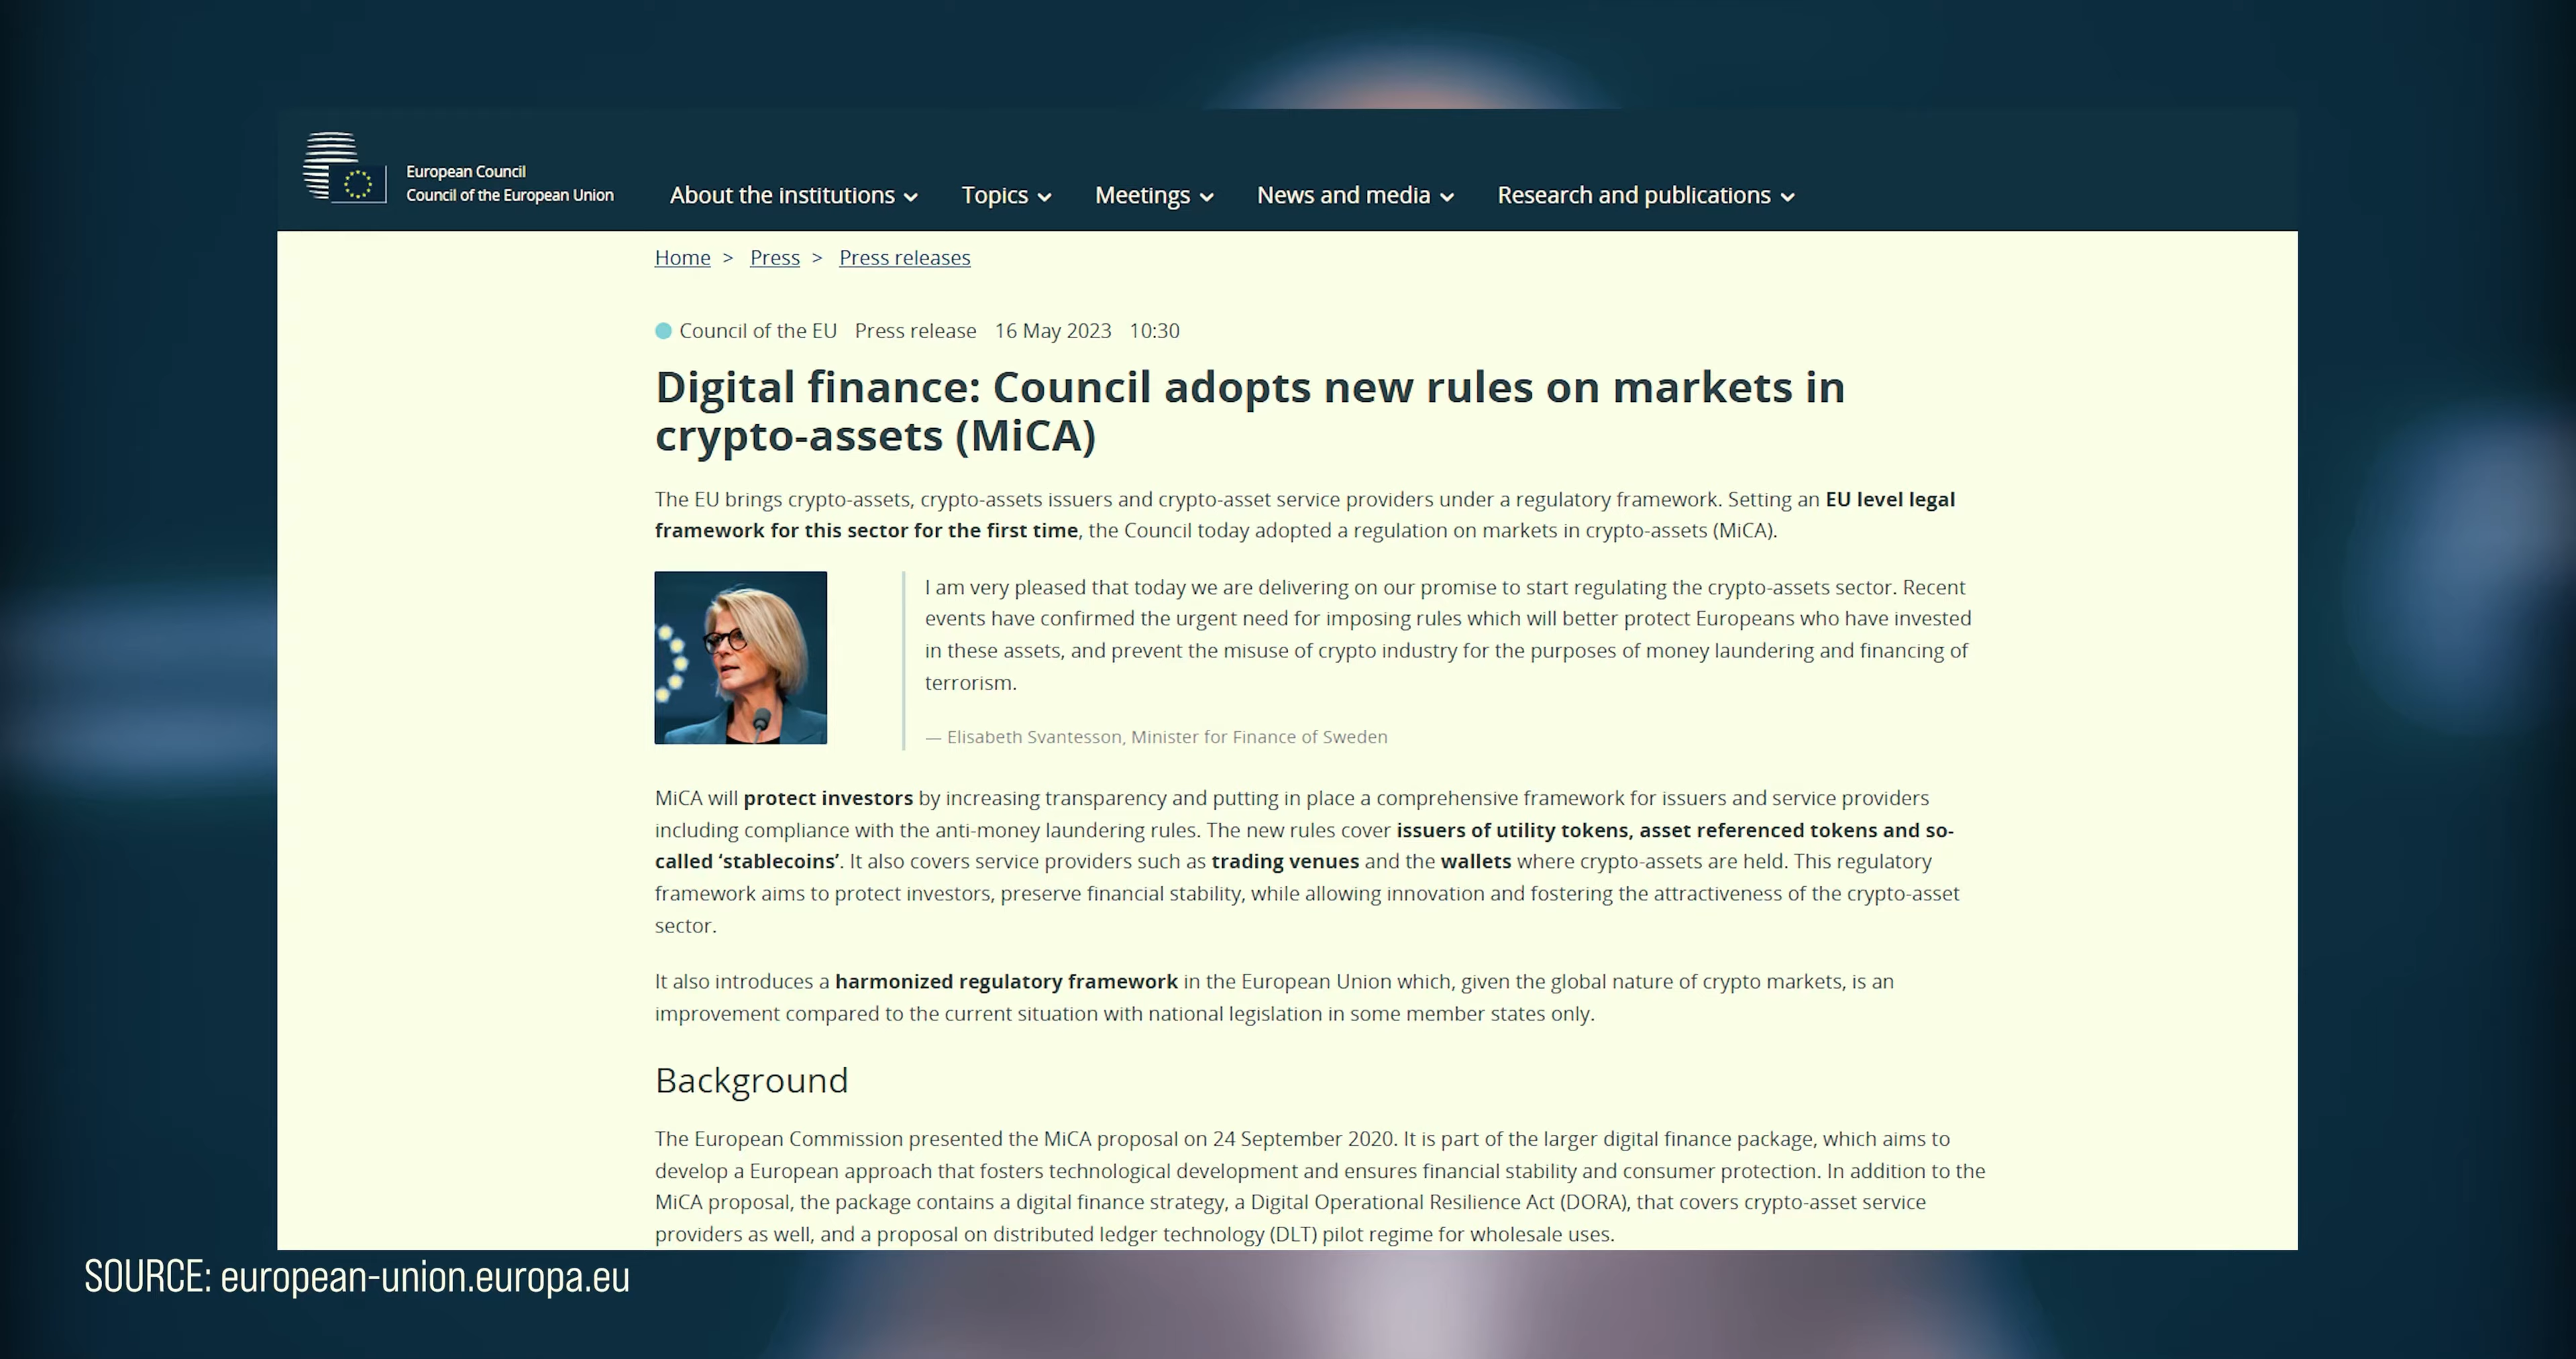 European Council
Council of the European Union
About the institutions
Topics
Meetings
News and media
Research and publications
Home > Press > Press releases
Council of the EU Press release 16 May 2023 10:30
Digital finance: Council adopts new rules on markets in
crypto-assets (MiCA)
The EU brings crypto-assets, crypto-assets issuers and crypto-asset service providers under a regulatory framework. Setting an EU level legal
framework for this sector for the first time, the Council today adopted a regulation on markets in crypto-assets (MiCA).
I am very pleased that today we are delivering on our promise to start regulating the crypto-assets sector. Recent
events have confirmed the urgent need for imposing rules which will better protect Europeans who have invested
in these assets, and prevent the misuse of crypto industry for the purposes of money laundering and financing of
terrorism.
— Elisabeth Svantesson, Minister for Finance of Sweden
MiCA will protect investors by increasing transparency and putting in place a comprehensive framework for issuers and service providers
including compliance with the anti-money laundering rules. The new rules cover issuers of utility tokens, asset referenced tokens and so-
called ‘stablecoins’. It also covers service providers such as trading venues and the wallets where crypto-assets are held. This regulatory
framework aims to protect investors, preserve financial stability, while allowing innovation and fostering the attractiveness of the crypto-asset
sector.
It also introduces a harmonized regulatory framework in the European Union which, given the global nature of crypto markets, is an
improvement compared to the current situation with national legislation in some member states only.
Background
The European Commission presented the MiCA proposal on 24 September 2020. It is part of the larger digital finance package, which aims to
develop a European approach that fosters technological development and ensures financial stability and consumer protection. In addition to the
MiCA proposal, the package contains a digital finance strategy, a Digital Operational Resilience Act (DORA), that covers crypto-asset service
providers as well, and a proposal on distributed ledger technology (DLT) pilot regime for wholesale uses.
SOURCE: european-union.europa.eu